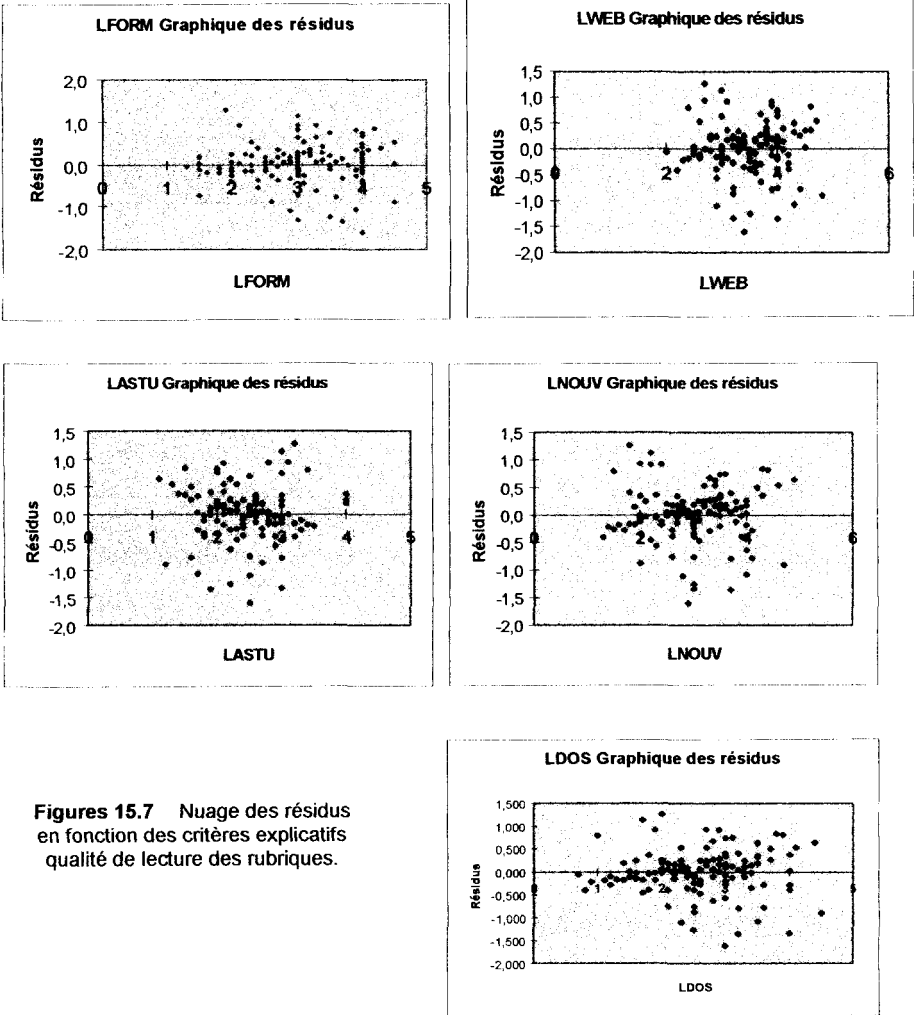 LFORM Graphique des résidus
2,0
1,0
0,0
-1,0
-2,0
0 1 2 3 4 5
Résidus
LFORM
LWEB Graphique des résidus
1,5
1,0
0,5
0,0
-0,5
-1,0
-1,5
-2,0
0 2 6
Résidus
LWEB
LASTU Graphique des résidus
1,5
1,0
0,5
0,0
-0,5
-1,0
-1,5
-2,0
0 1 2 3 4 5
Résidus
LASTU
LNOUV Graphique des résidus
1,5
1,0
0,5
0,0
-0,5
-1,0
-1,5
-2,0
0 2 6
Résidus
LNOUV
Figures 15.7 Nuage des résidus
en fonction des critères explicatifs
qualité de lecture des rubriques.
LDOS Graphique des résidus
1,500
1,000
0,500
0,000
-0,500
-1,000
-1,500
-2,000
0 1 2 3 5
Résidus
LDOS